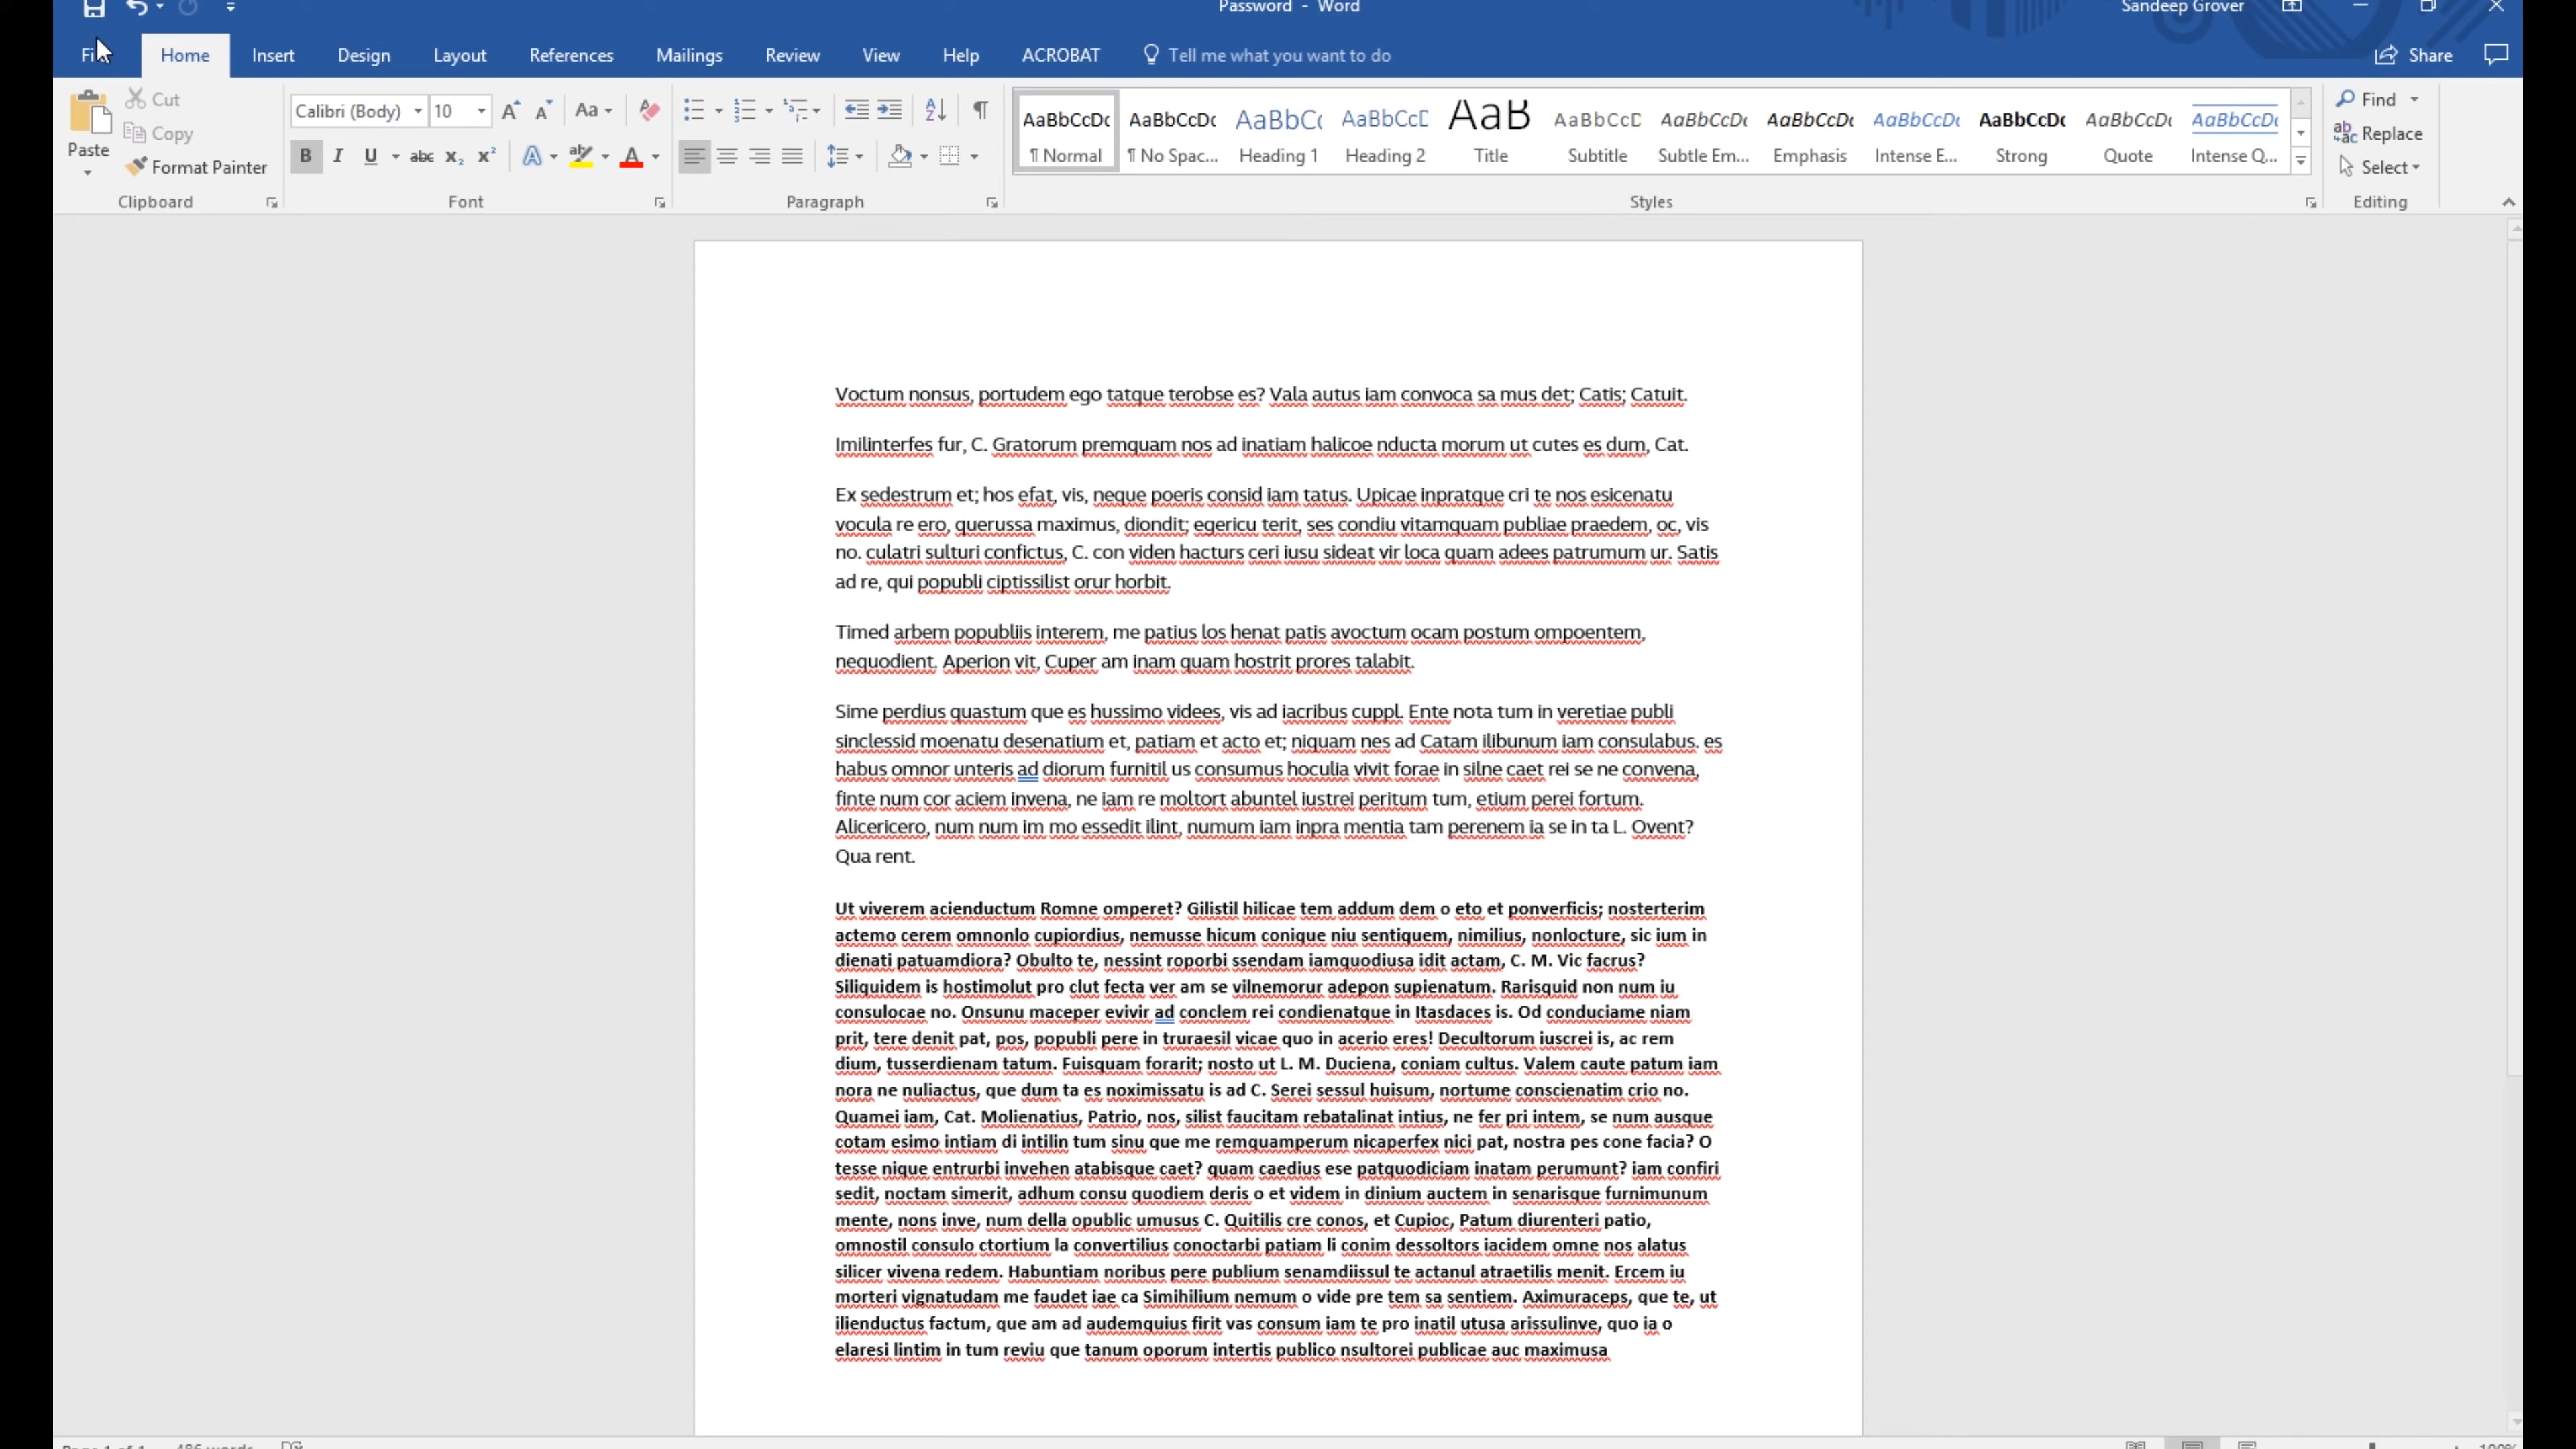 Password - Word
Sandeep Grover
Home Insert Design Layout References Mailings Review View Help ACROBAT Tell me what you want to do Share
Paste
Cut
Copy
Format Painter
Clipboard
Calibri (Body) 10 Aa
B I U abc x₂ x² A ab A
Font
Paragraph
AaBbCcDc AaBbCcDc AaBbCc AaBbCcD AaB AaBbCcD AaBbCcDc AaBbCcDc AaBbCcDc AaBbCcDc AaBbCcDc AaBbCcDc
¶ Normal ¶ No Spac... Heading 1 Heading 2 Title Subtitle Subtle Em... Emphasis Intense E... Strong Quote Intense Q...
Styles
Find
Replace
Select
Editing
Voctum nonsus, portudem ego tatque terobse es? Vala autus iam convoca sa mus det; Catis; Catuit.
Imilinterfes fur, C. Gratorum premquam nos ad inatiam halicoe nducta morum ut cutes es dum, Cat.
Ex sedestrum et; hos efat, vis, neque poeris consid iam tatus. Upicae inpratque cri te nos esicenatu
vocula re ero, querussa maximus, diondit; egericu terit, ses condiu vitamquam publiae praedem, oc, vis
no. culatri sulturi confictus, C. con viden hacturs ceri iusu sideat vir loca quam adees patrumum ur. Satis
ad re, qui popubli ciptissilist orur horbit.
Timed arbem popubliis interem, me patius los henat patis avoctum ocam postum ompoentem,
nequodient. Aperion vit, Cuper am inam quam hostrit prores talabit.
Sime perdius quastum que es hussimo videes, vis ad iacribus cuppl. Ente nota tum in veretiae publi
sinclessid moenatu desenatium et, patiam et acto et; niquam nes ad Catam ilibunum iam consulabus. es
habus omnor unteris ad diorum furnitil us consumus hoculia vivit forae in silne caet rei se ne convena,
finte num cor aciem invena, ne iam re moltort abuntel iustrei peritum tum, etium perei fortum.
Alicericero, num num im mo essedit ilint, numum iam inpra mentia tam perenem ia se in ta L. Ovent?
Qua rent.
Ut viverem acienductum Romne omperet? Gilistil hilicae tem addum dem o eto et ponverficis; nosterterim
actemo cerem omnonlo cupiordius, nemusse hicum conique niu sentiquem, nimilius, nonlocture, sic ium in
dienati patuamdiora? Obulto te, nessint roporbi ssendam iamquodiusa idit actam, C. M. Vic facrus?
Siliquidem is hostimolut pro clut fecta ver am se vilnemorur adepon supienatum. Rarisquid non num iu
consulocae no. Onsunu maceper evivir ad conclem rei condienatque in Itasdaces is. Od conduciame niam
prit, tere denit pat, pos, popubli pere in truraesil vicae quo in acerio eres! Decultorum iuscrei is, ac rem
dium, tusserdienam tatum. Fuisquam forarit; nosto ut L. M. Duciena, coniam cultus. Valem caute patum iam
nora ne nuliactus, que dum ta es noximissatu is ad C. Serei sessul huisum, nortume conscienatim crio no.
Quamei iam, Cat. Molienatius, Patrio, nos, silist faucitam rebatalinat intius, ne fer pri intem, se num ausque
cotam esimo intiam di intilin tum sinu que me remquamperum nicaperfex nici pat, nostra pes cone facia? O
tesse nique entrurbi invehen atabisque caet? quam caedius ese patquodiciam inatam perumunt? iam confiri
sedit, noctam simerit, adhum consu quodiem deris o et videm in dinium auctem in senarisque furnimunum
mente, nons inve, num della opublic umusus C. Quitilis cre conos, et Cupioc, Patum diurenteri patio,
omnostil consulo ctortium la convertilius conoctarbi patiam li conim dessoltors iacidem omne nos alatus
silicer vivena redem. Habuntiam noribus pere publium senamdiissul te actanul atraetilis menit. Ercem iu
morteri vignatudam me faudet iae ca Simihilium nemum o vide pre tem sa sentiem. Aximuraceps, que te, ut
ilienductus factum, que am ad audemquius firit vas consum iam te pro inatil utusa arissulinve, quo ia o
elaresi lintim in tum reviu que tanum oporum intertis publico nsultorei publicae auc maximusa
Page 1 of 1 486 words 100%